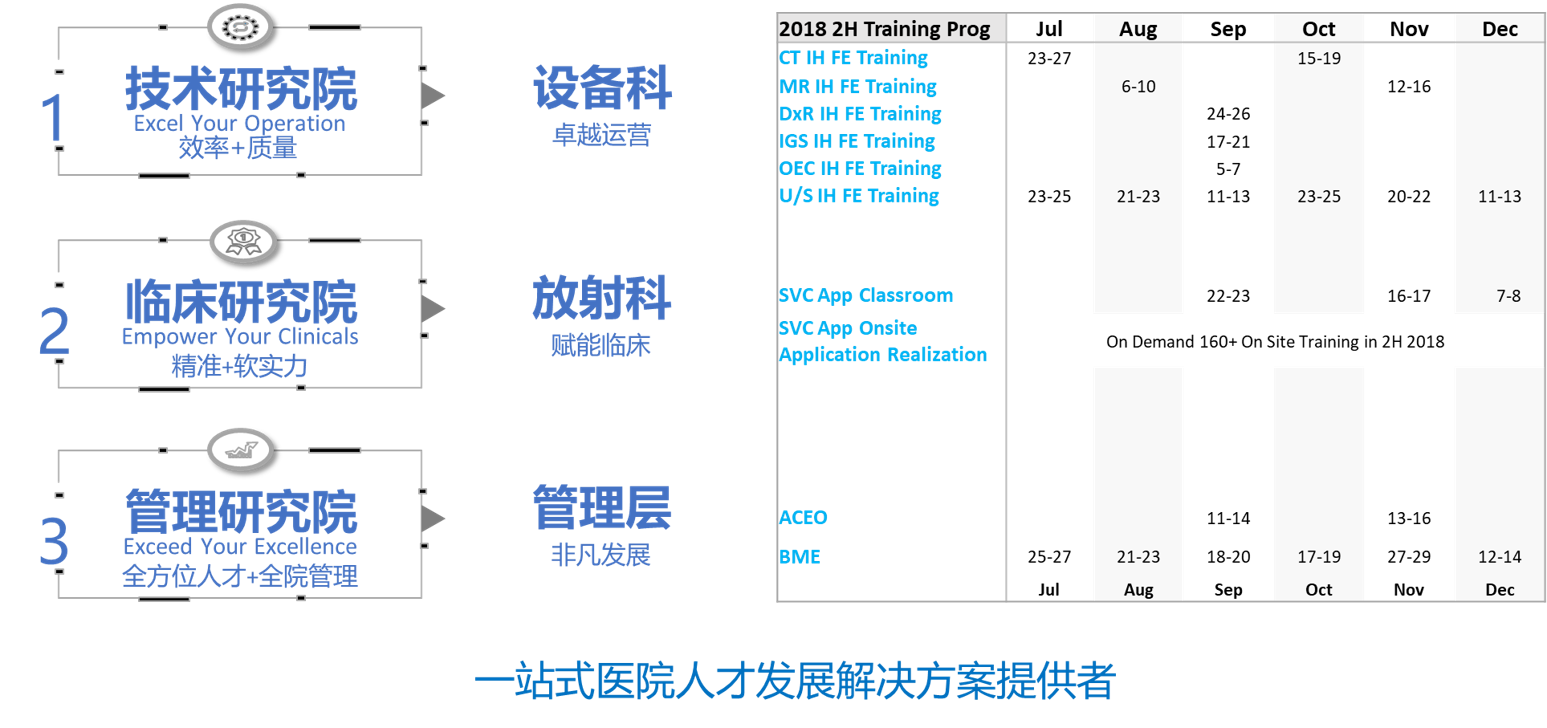 1
技术研究院
Excel Your Operation
效率+质量
设备科
卓越运营
2
临床研究院
Empower Your Clinicals
精准+软实力
放射科
赋能临床
3
管理研究院
Exceed Your Excellence
全方位人才+全院管理
管理层
非凡发展
2018 2H Training Prog Jul Aug Sep Oct Nov Dec
CT IH FE Training 23-27 15-19
MR IH FE Training 6-10 12-16
DxR IH FE Training 24-26
IGS IH FE Training 17-21
OEC IH FE Training 5-7
U/S IH FE Training 23-25 21-23 11-13 23-25 20-22 11-13
SVC App Classroom 22-23 16-17 7-8
SVC App Onsite
Application Realization
On Demand 160+ On Site Training in 2H 2018
ACEO 11-14 13-16
BME 25-27 21-23 18-20 17-19 27-29 12-14
Jul Aug Sep Oct Nov Dec
一站式医院人才发展解决方案提供者